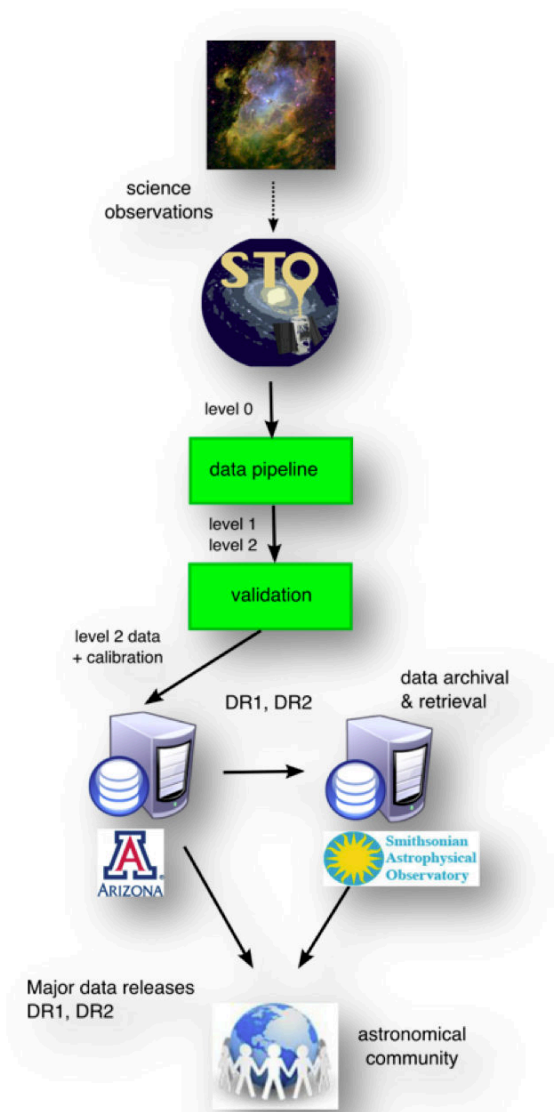 science
observations
STO
level 0
data pipeline
level 1
level 2
validation
level 2 data
+ calibration
data archival
& retrieval
DR1, DR2
A
ARIZONA
Smithsonian
Astrophysical
Observatory
Major data releases
DR1, DR2
astronomical
community